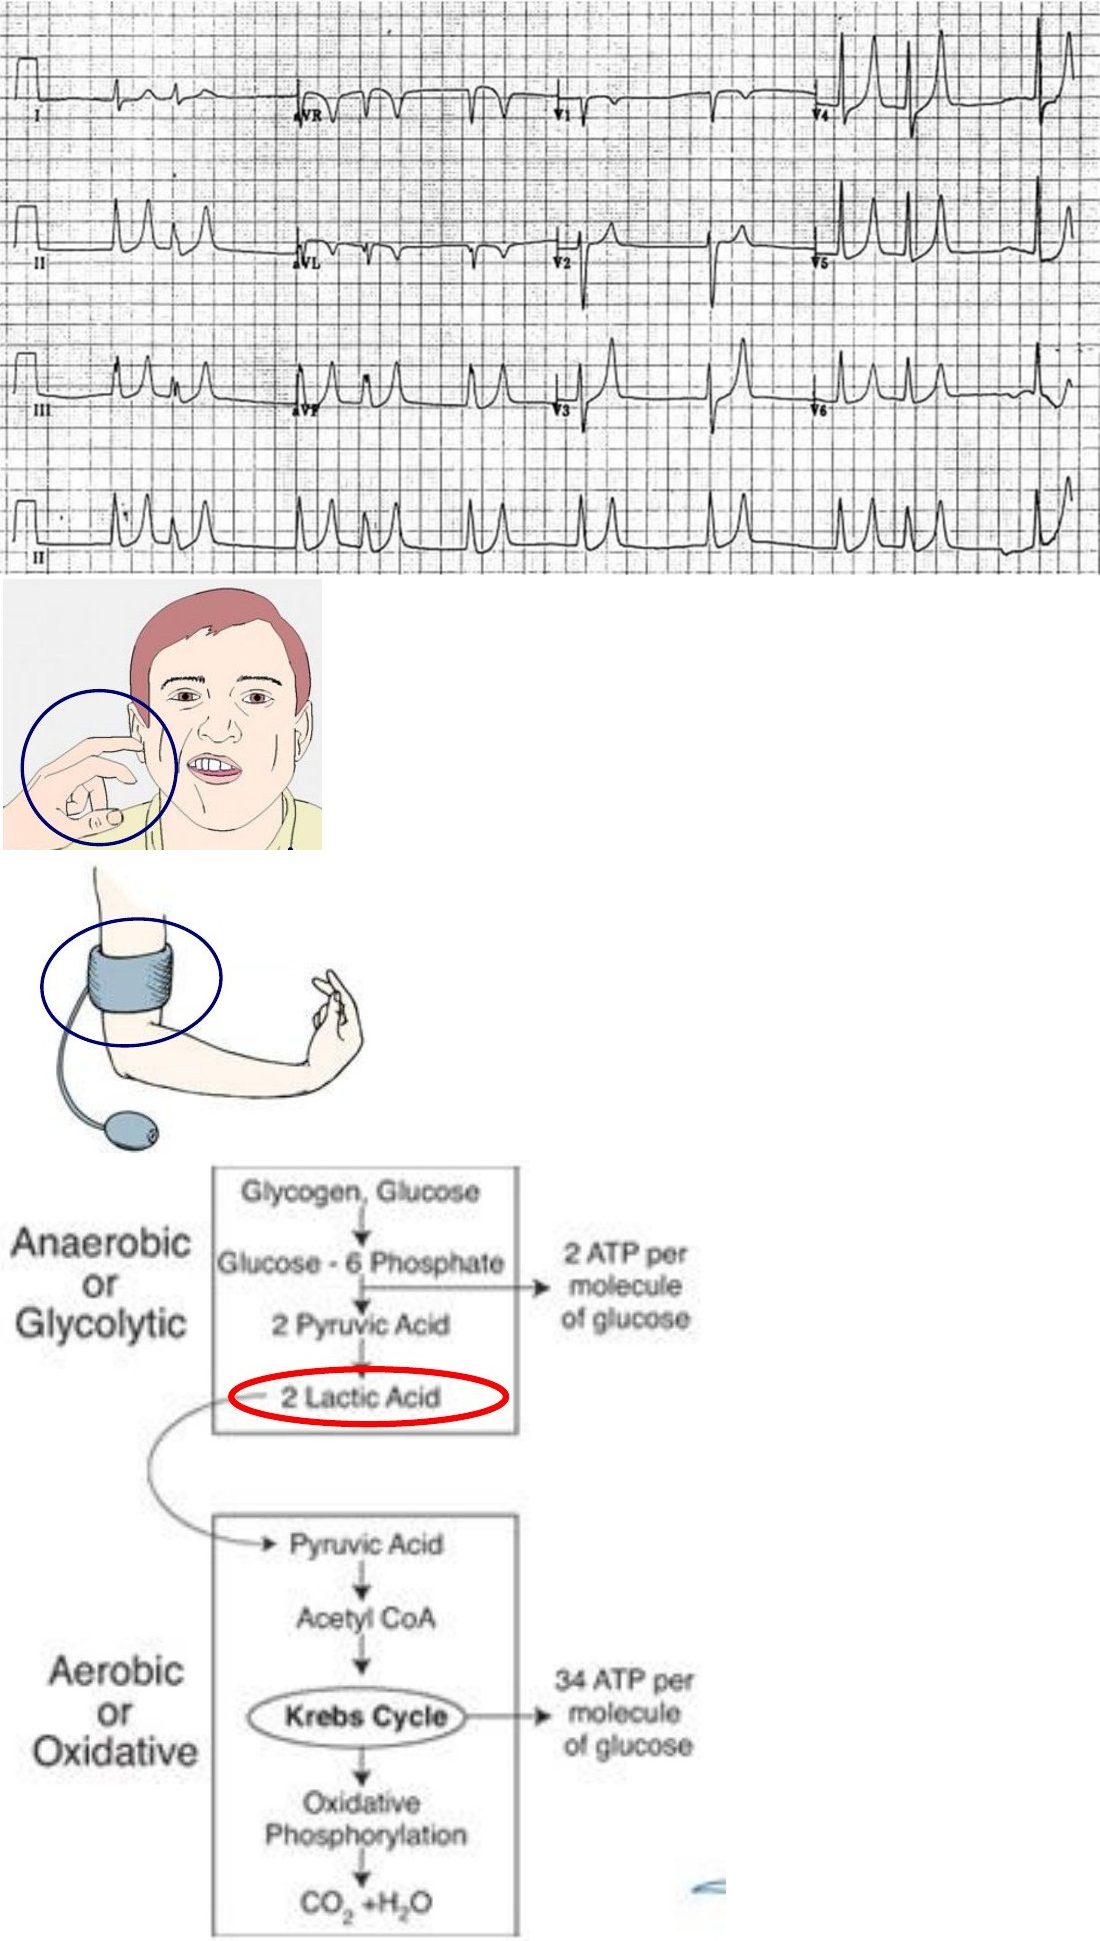 I
aVR
V1
V4
II
aVL
V2
V5
III
aVF
V3
V6
II
Anaerobic
or
Glycolytic
Glycogen, Glucose
Glucose - 6 Phosphate
2 Pyruvic Acid
2 Lactic Acid
2 ATP per
molecule
of glucose
Aerobic
or
Oxidative
Pyruvic Acid
Acetyl CoA
Krebs Cycle
Oxidative
Phosphorylation
CO2 +H2O
34 ATP per
molecule
of glucose